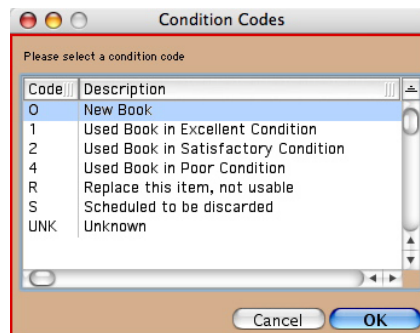 Condition Codes
Please select a condition code
Code Description
0 New Book
1 Used Book in Excellent Condition
2 Used Book in Satisfactory Condition
4 Used Book in Poor Condition
R Replace this item, not usable
S Scheduled to be discarded
UNK Unknown
Cancel OK